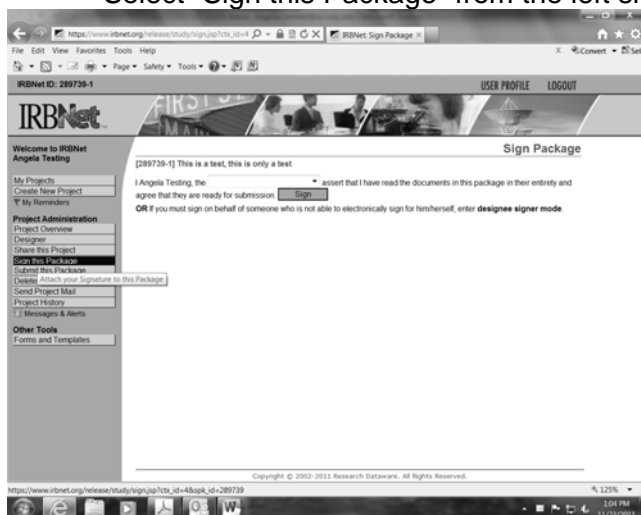 Select "Sign this Package" from the left si
https://www.irbnet.org/release/study/sign.jsp?ctx_id=4
IRBNet: Sign Package
File Edit View Favorites Tools Help
Convert
Page Safety Tools
IRBNet ID: 289739-1
USER PROFILE LOGOUT
IRBNet
Welcome to IRBNet
Angela Testing
My Projects
Create New Project
My Reminders
Project Administration
Project Overview
Designer
Share this Project
Sign this Package
Submit this Package
Delete
Attach your Signature to this Package
Send Project Mail
Project History
Messages & Alerts
Other Tools
Forms and Templates
Sign Package
[289739-1] This is a test, this is only a test
I Angela Testing, the assert that I have read the documents in this package in their entirety and
agree that they are ready for submission. Sign
OR If you must sign on behalf of someone who is not able to electronically sign for him/herself, enter designee signer mode.
Copyright © 2002-2011 Research Dataware. All Rights Reserved.
https://www.irbnet.org/release/study/sign.jsp?ctx_id=4&spk_id=289739
125%
1:04 PM